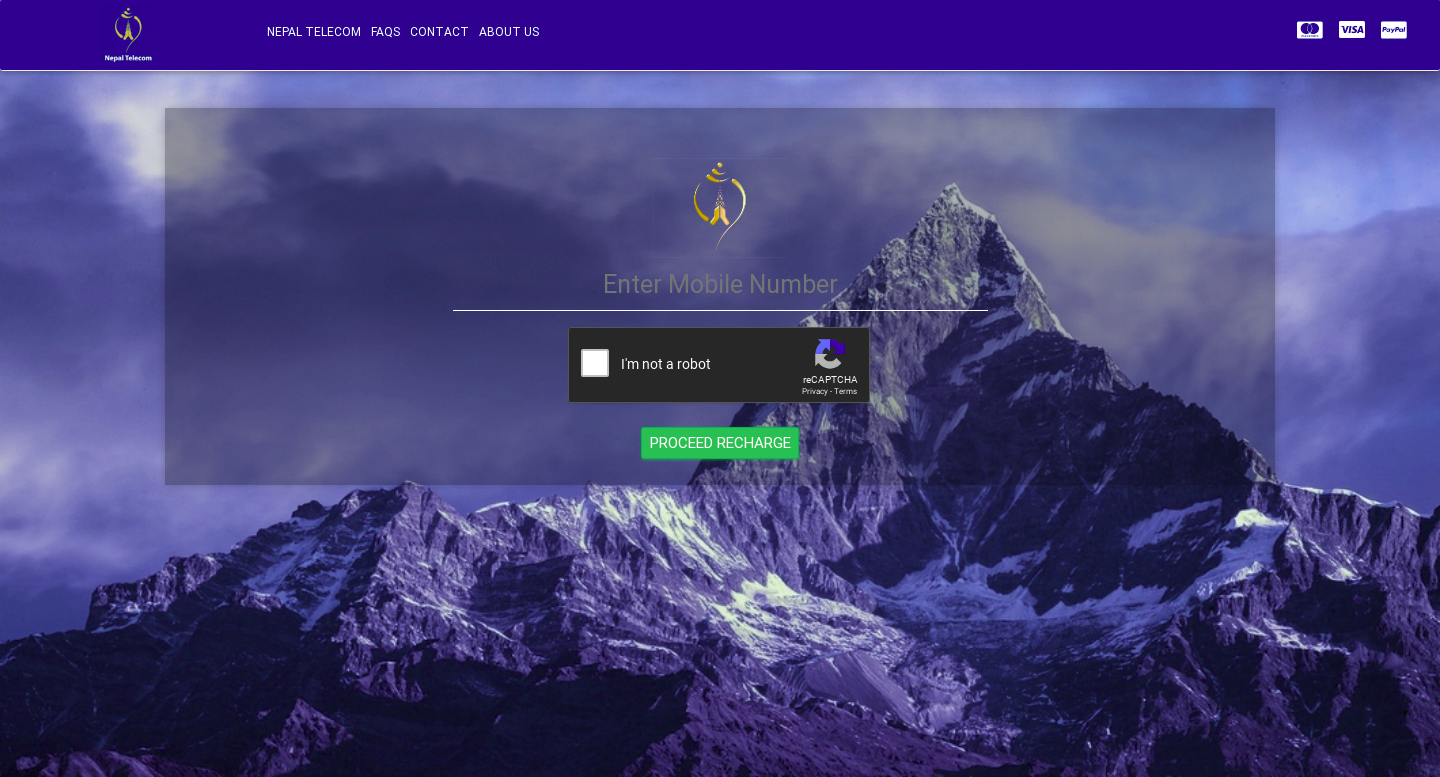 Nepal Telecom
NEPAL TELECOM FAQS CONTACT ABOUT US
VISA PayPal
Enter Mobile Number
I'm not a robot
reCAPTCHA
Privacy - Terms
PROCEED RECHARGE